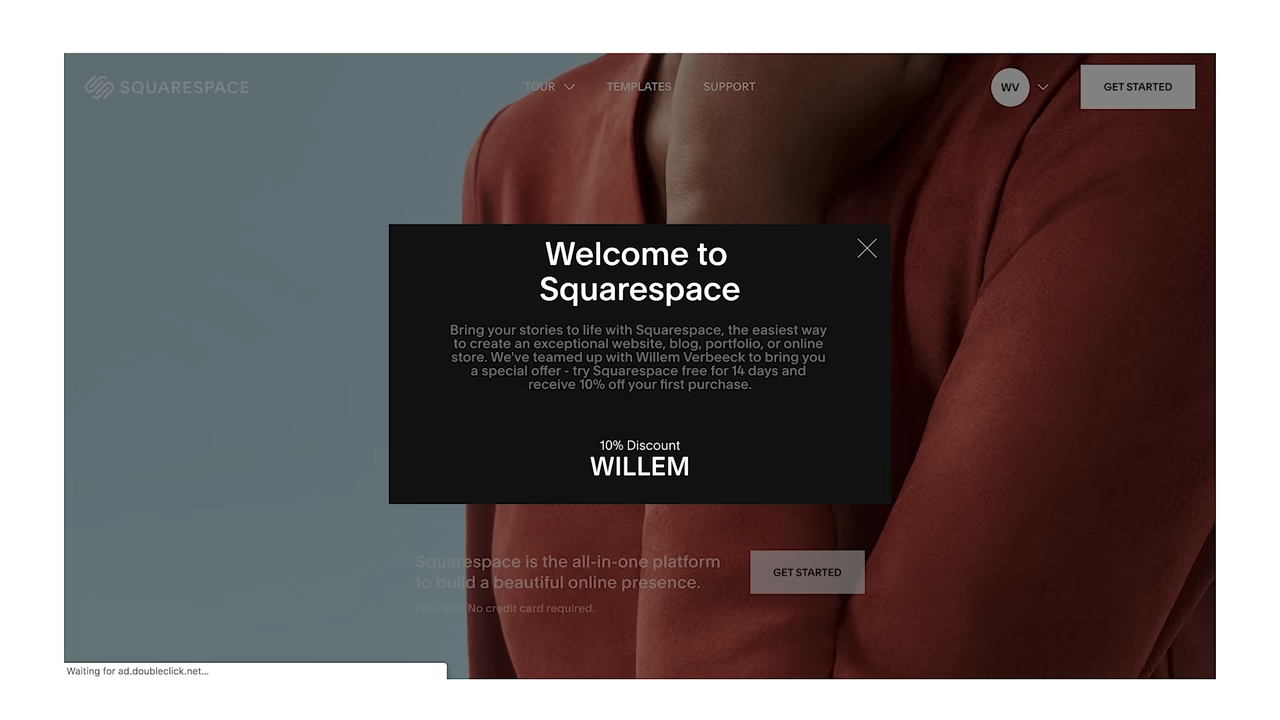 SQUARESPACE
TOUR TEMPLATES SUPPORT
WV
GET STARTED
Welcome to
Squarespace
Bring your stories to life with Squarespace, the easiest way
to create an exceptional website, blog, portfolio, or online
store. We've teamed up with Willem Verbeeck to bring you
a special offer - try Squarespace free for 14 days and
receive 10% off your first purchase.
10% Discount
WILLEM
Squarespace is the all-in-one platform
to build a beautiful online presence.
GET STARTED
Free trial. No credit card required.
Waiting for ad.doubleclick.net...